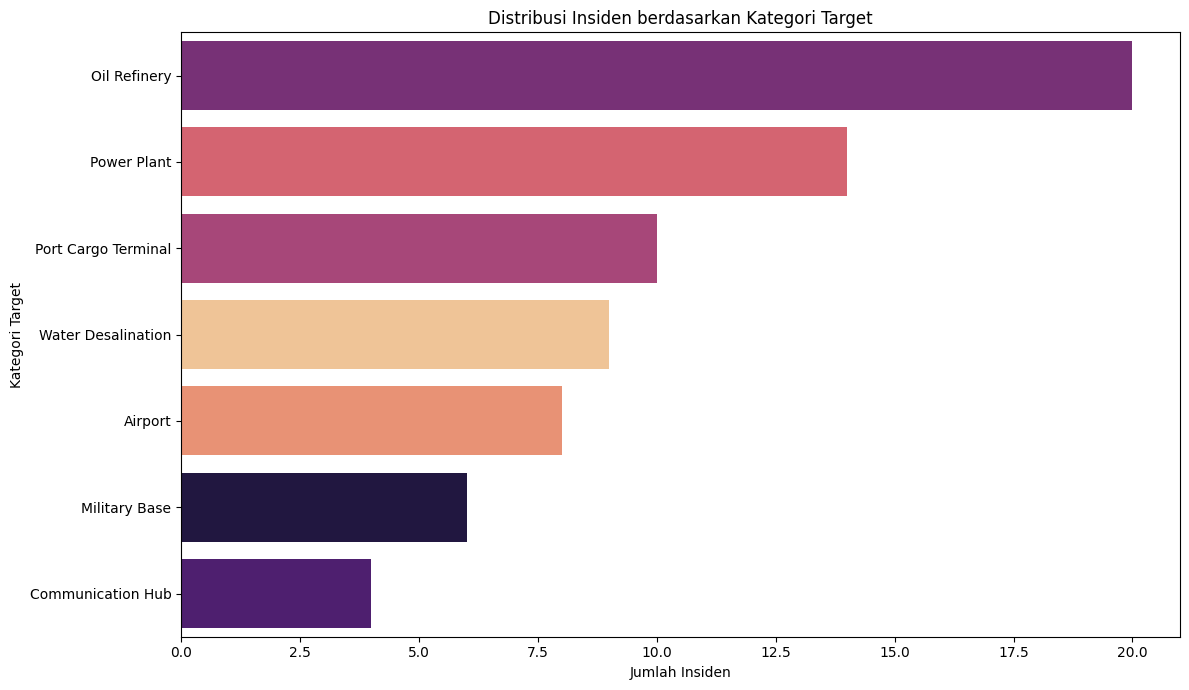 Distribusi Insiden berdasarkan Kategori Target
Kategori Target
Oil Refinery
Power Plant
Port Cargo Terminal
Water Desalination
Airport
Military Base
Communication Hub
0.0 2.5 5.0 7.5 10.0 12.5 15.0 17.5 20.0
Jumlah Insiden